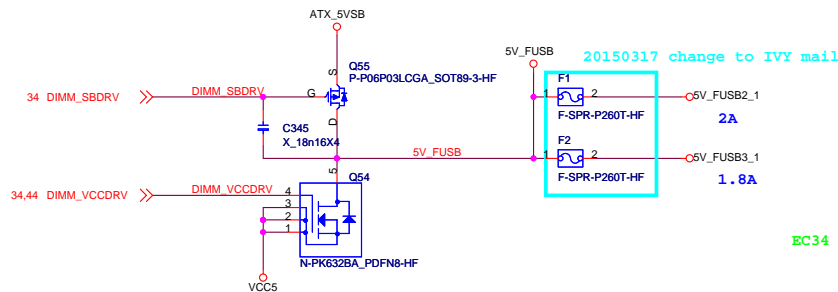 ATX_5VSB
5V_FUSB
20150317 change to IVY mail
Q55
P-P06P03LCGA_SOT89-3-HF
S
G
D
F1
1
2
F-SPR-P260T-HF
5V_FUSB2_1
2A
34 DIMM_SBDRV
DIMM_SBDRV
C345
X_18n16X4
F2
1
2
F-SPR-P260T-HF
5V_FUSB
5V_FUSB3_1
1.8A
5
Q54
34,44 DIMM_VCCDRV
DIMM_VCCDRV
4
3
2
1
EC34
N-PK632BA_PDFN8-HF
VCC5